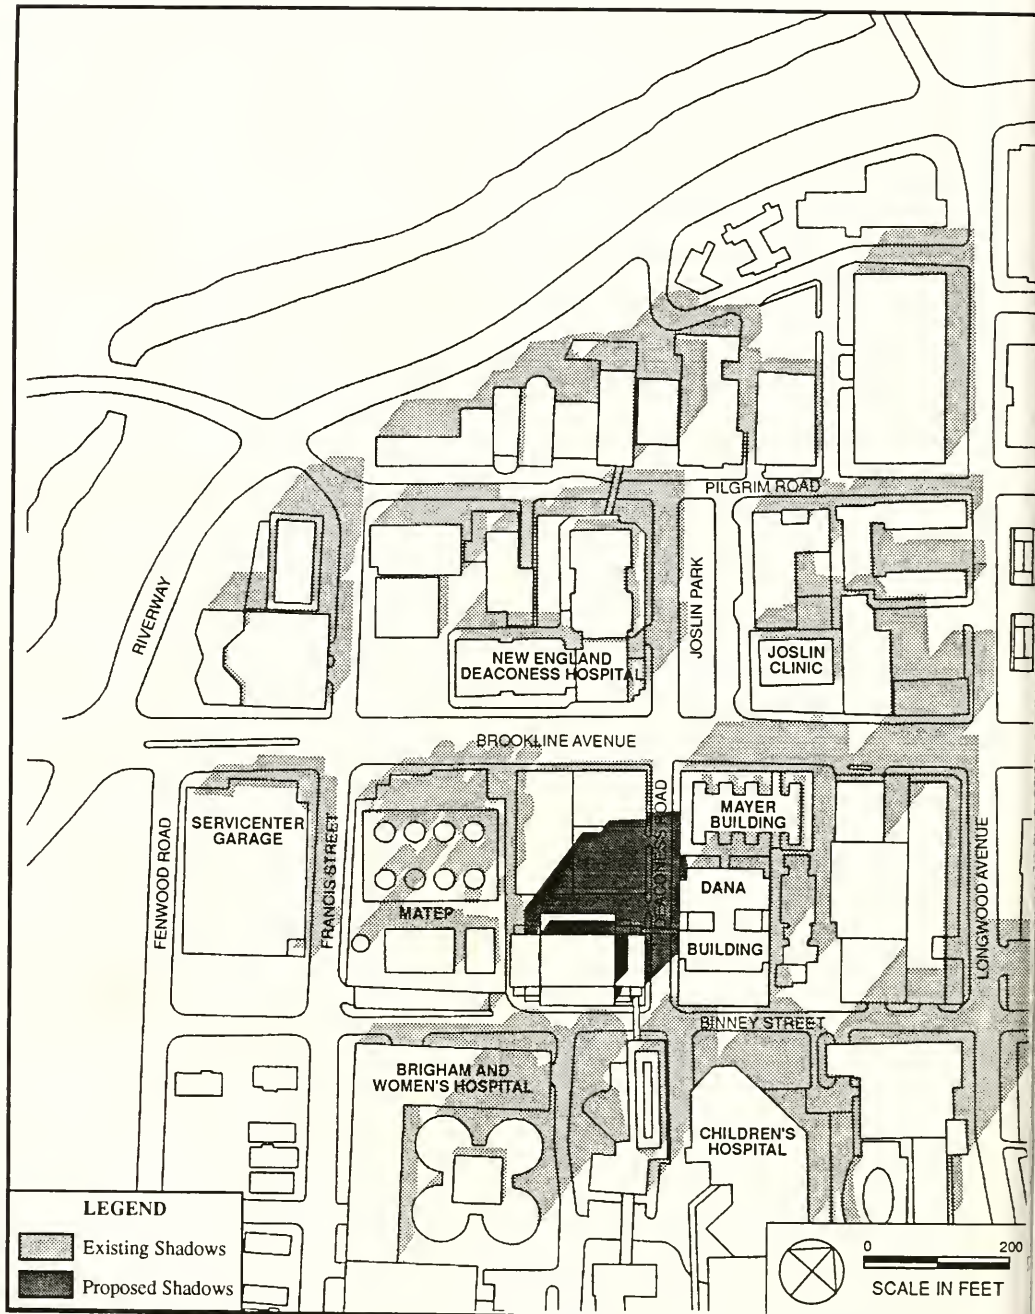 PILGRIM ROAD
RIVERWAY
JOSLIN PARK
NEW ENGLAND
DEACONESS HOSPITAL
JOSLIN
CLINIC
BROOKLINE AVENUE
FENWOOD ROAD
SERVICENTER
GARAGE
FRANCIS STREET
MATEP
DEACONESS ROAD
MAYER
BUILDING
DANA
BUILDING
LONGWOOD AVENUE
BINNEY STREET
BRIGHAM AND
WOMEN'S HOSPITAL
CHILDREN'S
HOSPITAL
LEGEND
Existing Shadows
Proposed Shadows
0 200
SCALE IN FEET